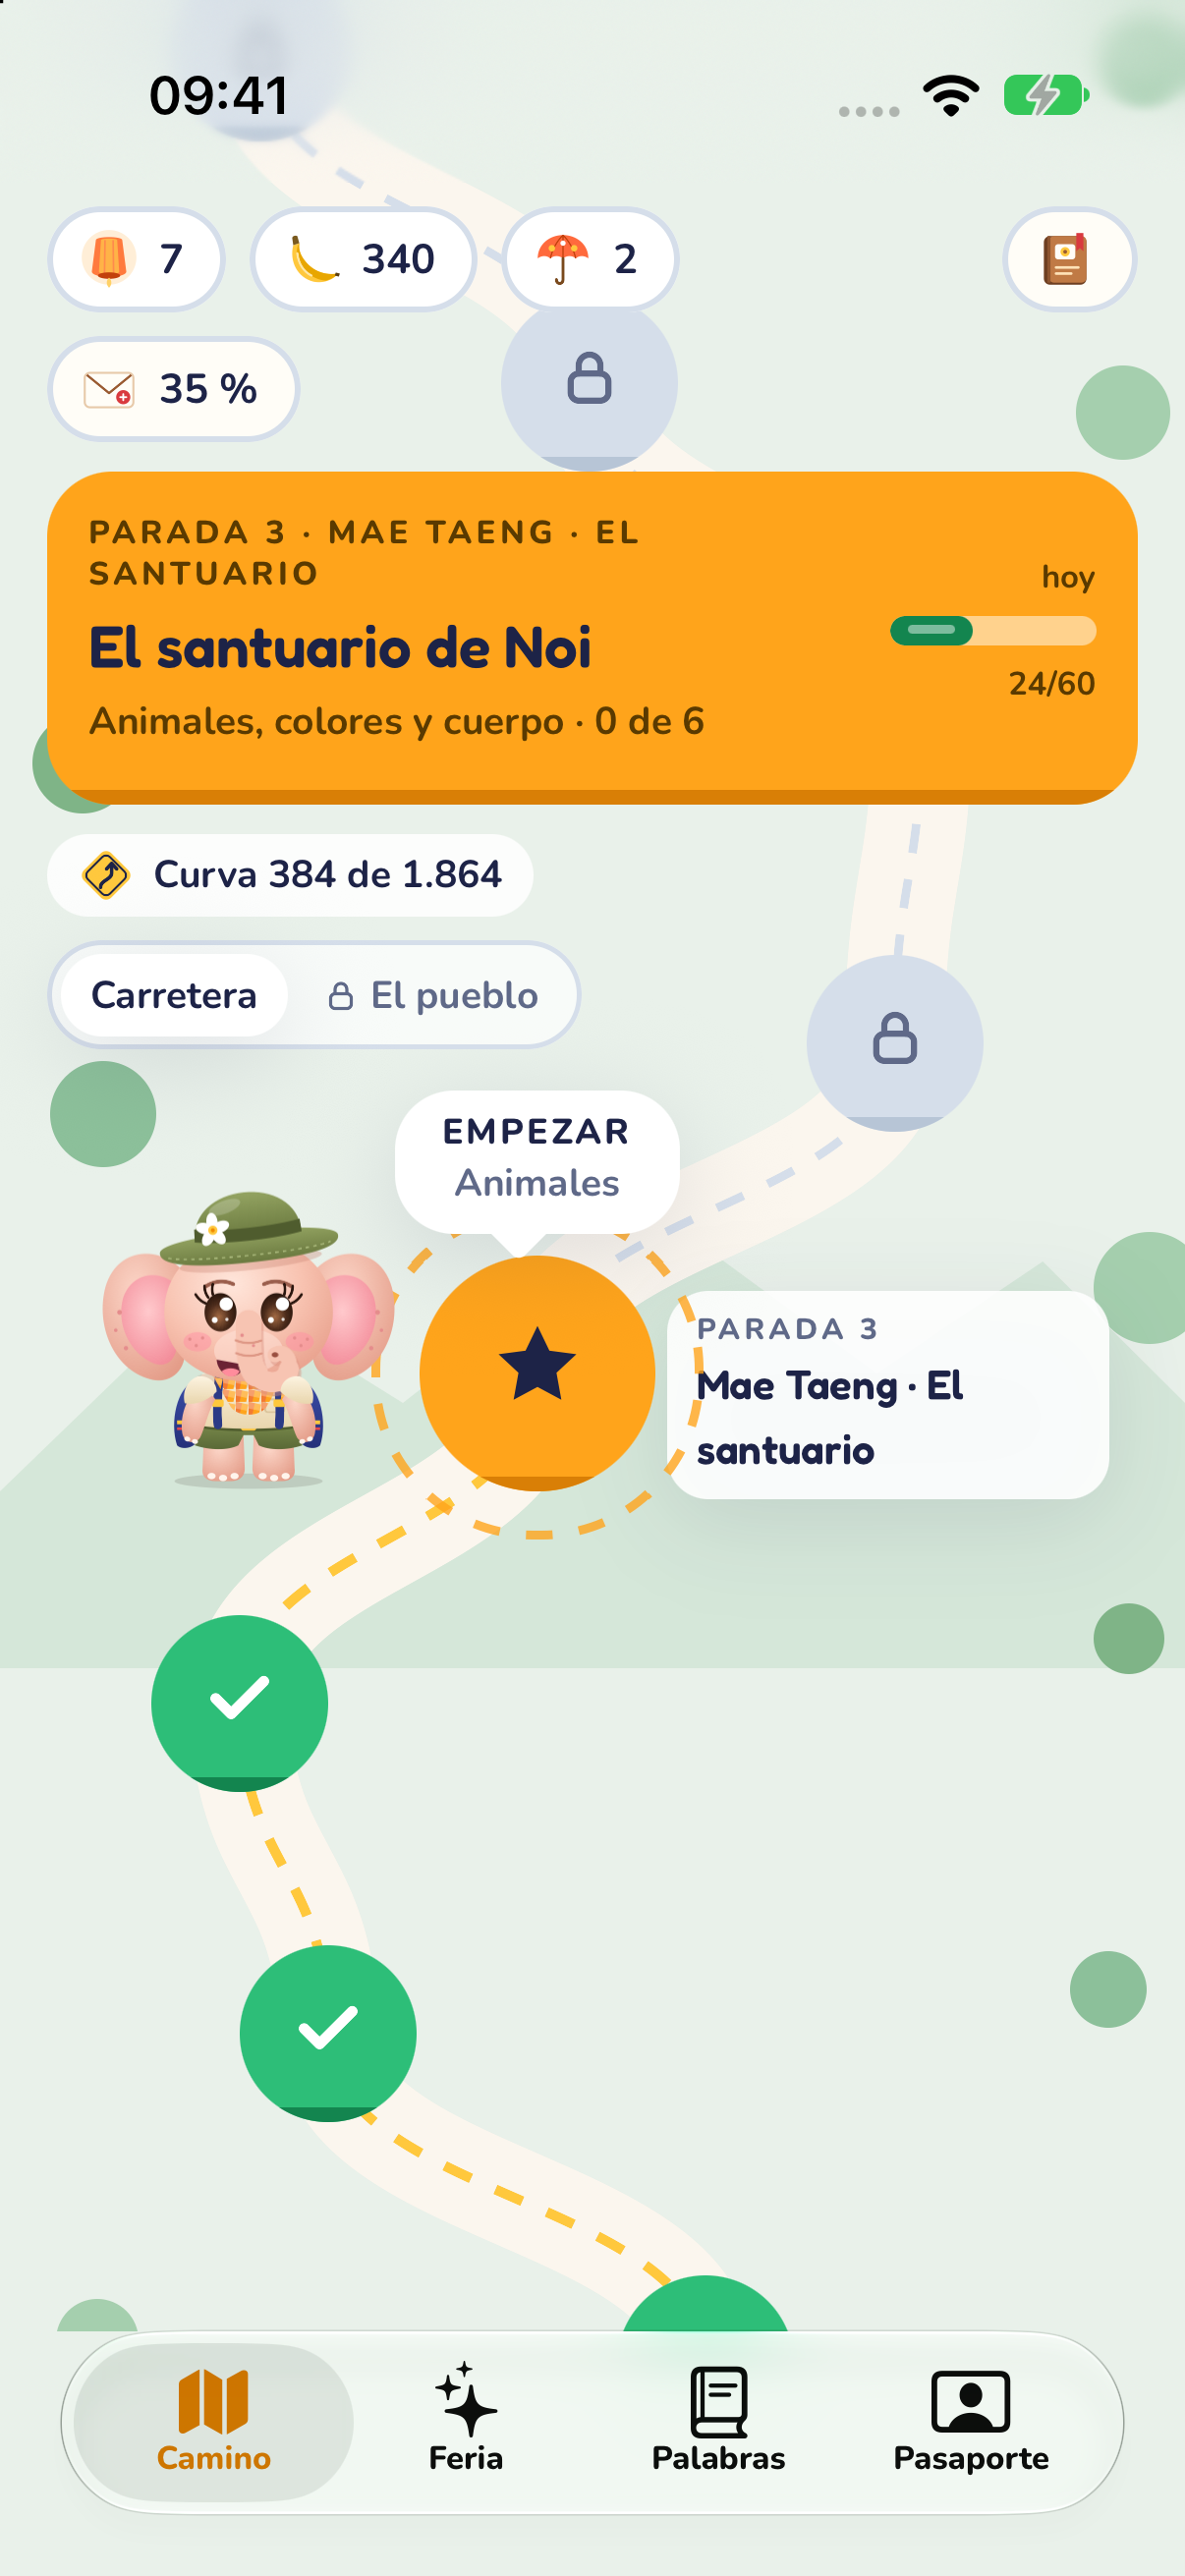 09:41
7
340
2
35 %
PARADA 3 · MAE TAENG · EL
SANTUARIO
hoy
El santuario de Noi
24/60
Animales, colores y cuerpo · 0 de 6
Curva 384 de 1.864
Carretera
El pueblo
EMPEZAR
Animales
PARADA 3
Mae Taeng · El
santuario
Camino
Feria
Palabras
Pasaporte